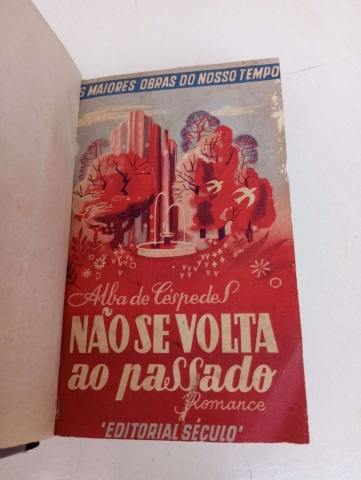 S MAIORES OBRAS DO NOSSO TEMPO
Alba de Céspedes
NÃO SE VOLTA
ao passado
Romance
"EDITORIAL SÉCULO"